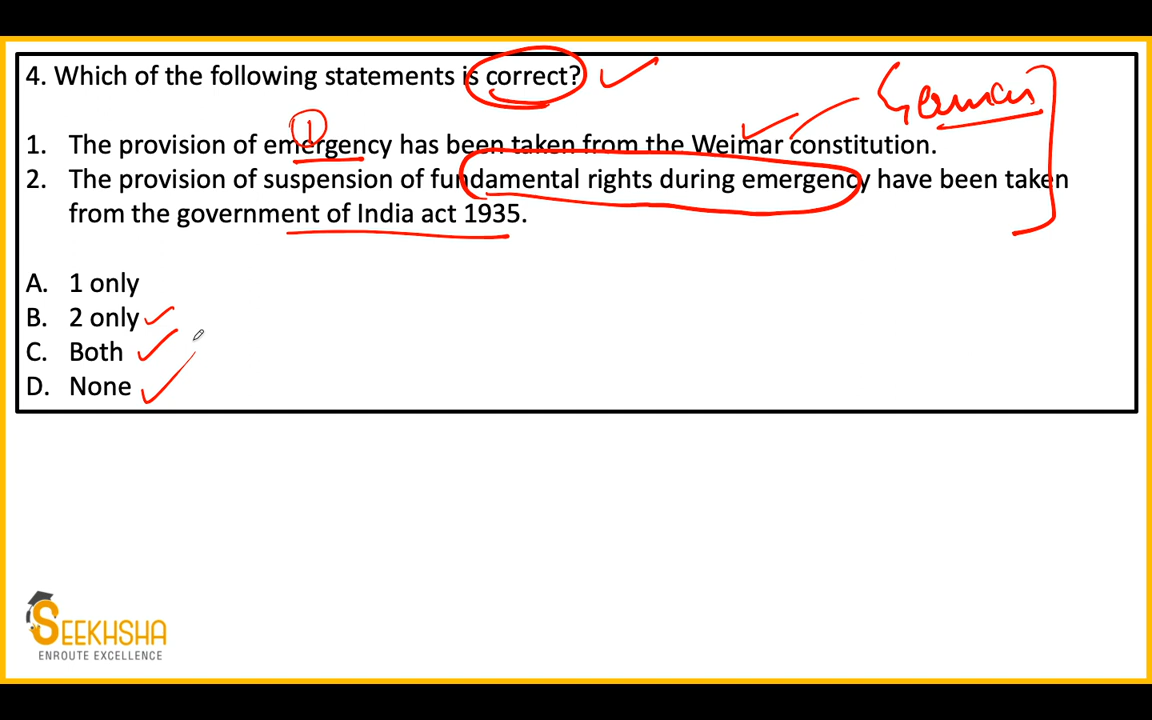 4. Which of the following statements is correct?
German
1
1. The provision of emergency has been taken from the Weimar constitution.
2. The provision of suspension of fundamental rights during emergency have been taken
from the government of India act 1935.
A. 1 only
B. 2 only
C. Both
D. None
SEEKHSHA
ENROUTE EXCELLENCE